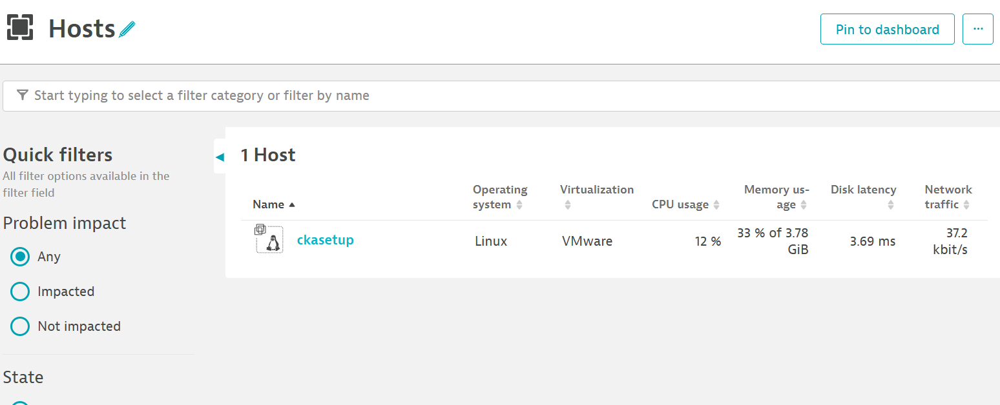 Hosts
Pin to dashboard
...
Start typing to select a filter category or filter by name
Quick filters
All filter options available in the
filter field
Problem impact
Any
Impacted
Not impacted
State
1 Host
Name
Operating
system
Virtualization
CPU usage
Memory us-
age
Disk latency
Network
traffic
ckasetup
Linux
VMware
12 %
33 % of 3.78
GiB
3.69 ms
37.2
kbit/s